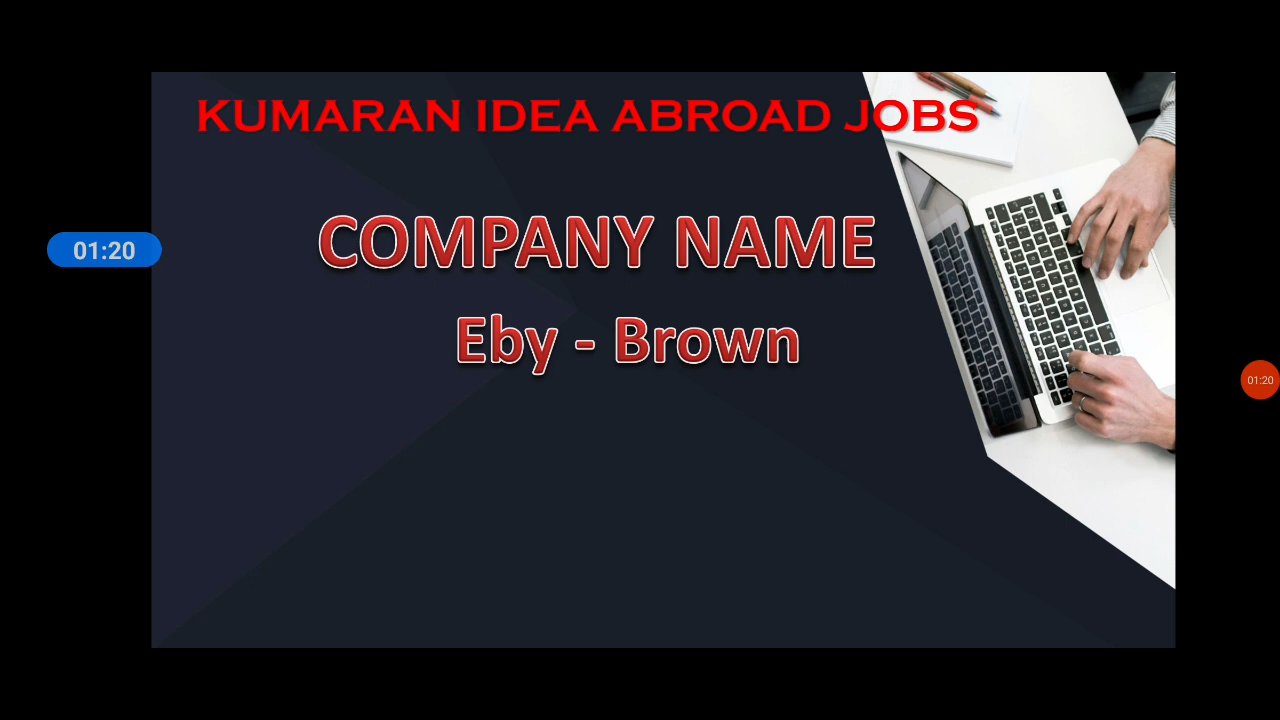 KUMARAN IDEA ABROAD JOBS
COMPANY NAME
01:20
Eby - Brown
01:20